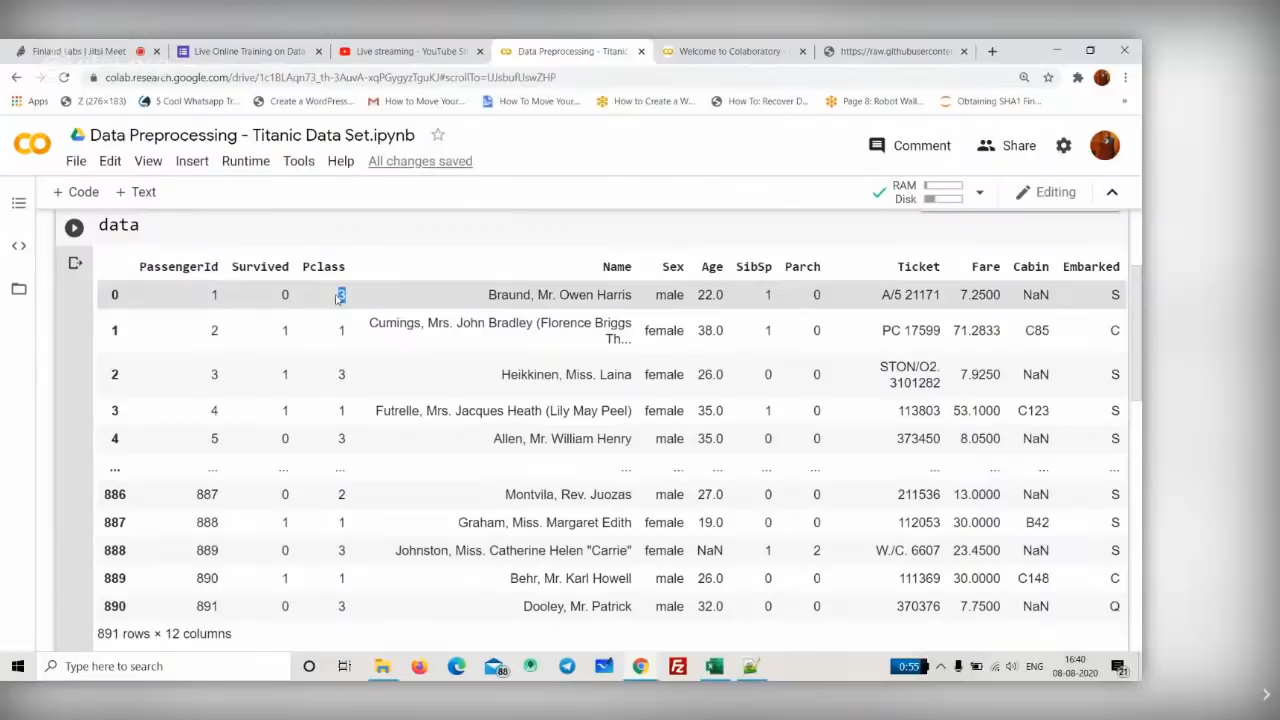 Finland Labs | Jitsi Meet
Live Online Training on Data
Live streaming - YouTube St
Data Preprocessing - Titanic
Welcome to Colaboratory -
https://raw.githubuserconte
colab.research.google.com/drive/1c1BLAqn73_th-3AuvA-xqPGygyzTguKJ#scrollTo=UJsbufUswZHP
Apps
Z (276×183)
5 Cool Whatsapp Tr...
Create a WordPress...
How to Move Your...
How To Move Your...
How to Create a W...
How To: Recover D...
Page 8: Robot Wall...
Obtaining SHA1 Fin...
»
Data Preprocessing - Titanic Data Set.ipynb
Comment
Share
File Edit View Insert Runtime Tools Help All changes saved
+ Code + Text
RAM
Disk
Editing
data
PassengerId Survived Pclass Name Sex Age SibSp Parch Ticket Fare Cabin Embarked
0 1 0 3 Braund, Mr. Owen Harris male 22.0 1 0 A/5 21171 7.2500 NaN S
1 2 1 1 Cumings, Mrs. John Bradley (Florence Briggs Th... female 38.0 1 0 PC 17599 71.2833 C85 C
2 3 1 3 Heikkinen, Miss. Laina female 26.0 0 0 STON/O2. 3101282 7.9250 NaN S
3 4 1 1 Futrelle, Mrs. Jacques Heath (Lily May Peel) female 35.0 1 0 113803 53.1000 C123 S
4 5 0 3 Allen, Mr. William Henry male 35.0 0 0 373450 8.0500 NaN S
... ... ... ... ... ... ... ... ... ... ... ... ...
886 887 0 2 Montvila, Rev. Juozas male 27.0 0 0 211536 13.0000 NaN S
887 888 1 1 Graham, Miss. Margaret Edith female 19.0 0 0 112053 30.0000 B42 S
888 889 0 3 Johnston, Miss. Catherine Helen "Carrie" female NaN 1 2 W./C. 6607 23.4500 NaN S
889 890 1 1 Behr, Mr. Karl Howell male 26.0 0 0 111369 30.0000 C148 C
890 891 0 3 Dooley, Mr. Patrick male 32.0 0 0 370376 7.7500 NaN Q
891 rows × 12 columns
Type here to search
88
0:55
ENG
16:40
08-08-2020
21